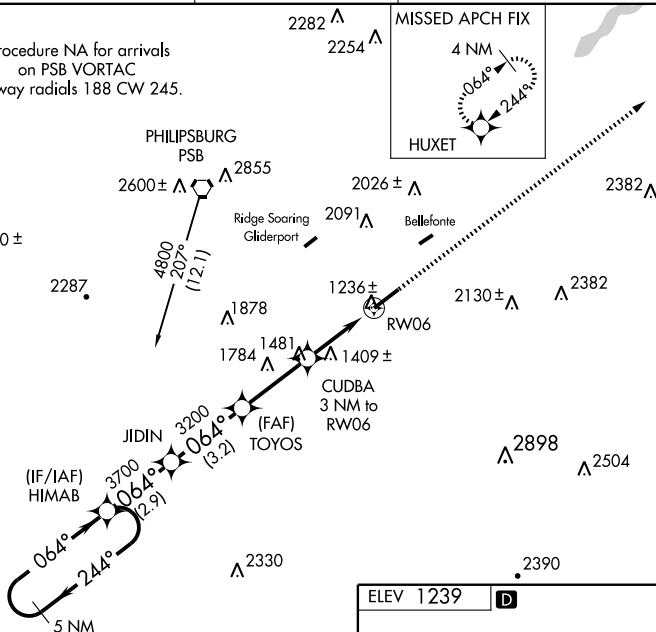 2282
2254
MISSED APCH FIX
4 NM
064°
244°
HUXET
rocedure NA for arrivals
on PSB VORTAC
way radials 188 CW 245.
PHILIPSBURG
PSB
2600±
2855
2026±
2382
2091
Ridge Soaring
Gliderport
Bellefonte
0±
4800
207°
(12.1)
2287
1236±
2130±
2382
RW06
1878
1481
1784
1409±
CUDBA
3 NM to
RW06
3200
064°
(3.2)
(FAF)
TOYOS
JIDIN
3700
064°
(2.9)
(IF/IAF)
HIMAB
2898
2504
064°
244°
5 NM
2330
2390
ELEV 1239
D